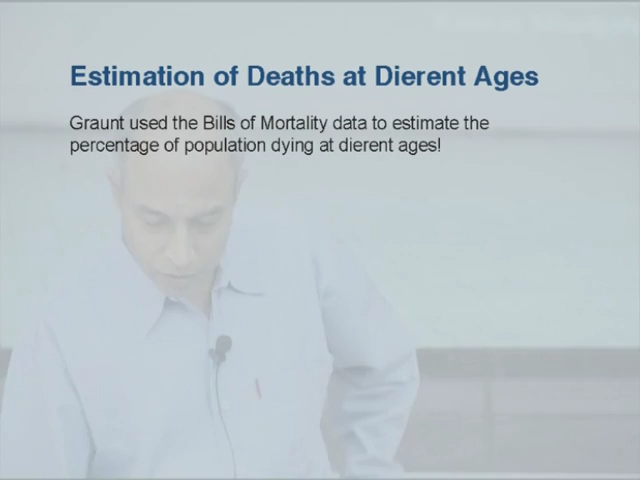 Estimation of Deaths at Dierent Ages
Graunt used the Bills of Mortality data to estimate the
percentage of population dying at dierent ages!